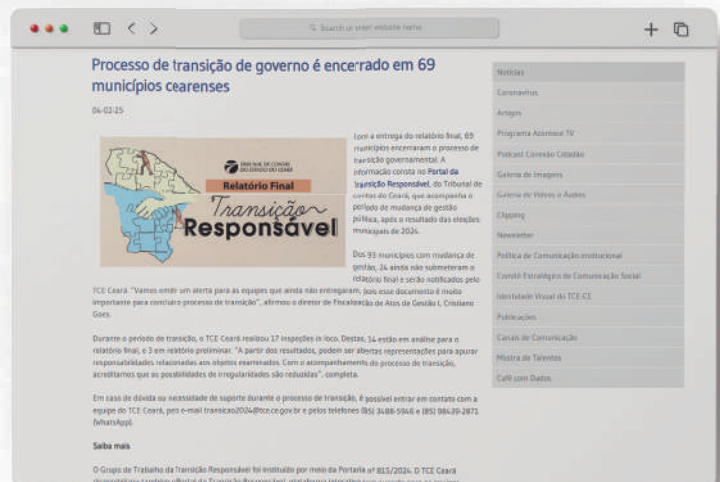 Search or enter website name
Processo de transição de governo é encerrado em 69
municípios cearenses
04-02-25
TRIBUNAL DE CONTAS
DO ESTADO DO CEARÁ
Relatório Final
Transição
Responsável
Com a entrega do relatório final, 69
municípios encerraram o processo de
transição governamental. A
informação consta no Portal da
Transição Responsável, do Tribunal de
contas do Ceará, que acompanha o
período de mudança de gestão
pública, após o resultado das eleições
municipais de 2024.
Dos 93 municípios com mudança de
gestão, 24 ainda não submeteram o
relatório final e serão notificados pelo
TCE Ceará. "Vamos emitir um alerta para as equipes que ainda não entregaram, pois esse documento é muito
importante para concluir o processo de transição", afirmou o diretor de Fiscalização de Atos de Gestão I, Cristiano
Goes.
Durante o período de transição, o TCE Ceará realizou 17 inspeções in loco. Destas, 14 estão em análise para o
relatório final, e 3 em relatório preliminar. "A partir dos resultados, podem ser abertas representações para apurar
responsabilidades relacionadas aos objetos examinados. Com o acompanhamento do processo de transição,
acreditamos que as possibilidades de irregularidades são reduzidas", completa.
Em caso de dúvida ou necessidade de suporte durante o processo de transição, é possível entrar em contato com a
equipe do TCE Ceará, pelo e-mail transicao2024@tce.ce.gov.br e pelos telefones (85) 3488-5946 e (85) 98439-2871
(WhatsApp).
Saiba mais
O Grupo de Trabalho da Transição Responsável foi instituído por meio da Portaria nº 815/2024. O TCE Ceará
Notícias
Coronavírus
Artigos
Programa Acontece TV
Podcast Conexão Cidadão
Galeria de Imagens
Galeria de Vídeos e Áudios
Clipping
Newsletter
Política de Comunicação Institucional
Comitê Estratégico de Comunicação Social
Identidade Visual do TCE-CE
Publicações
Canais de Comunicação
Mostra de Talentos
Café com Dados